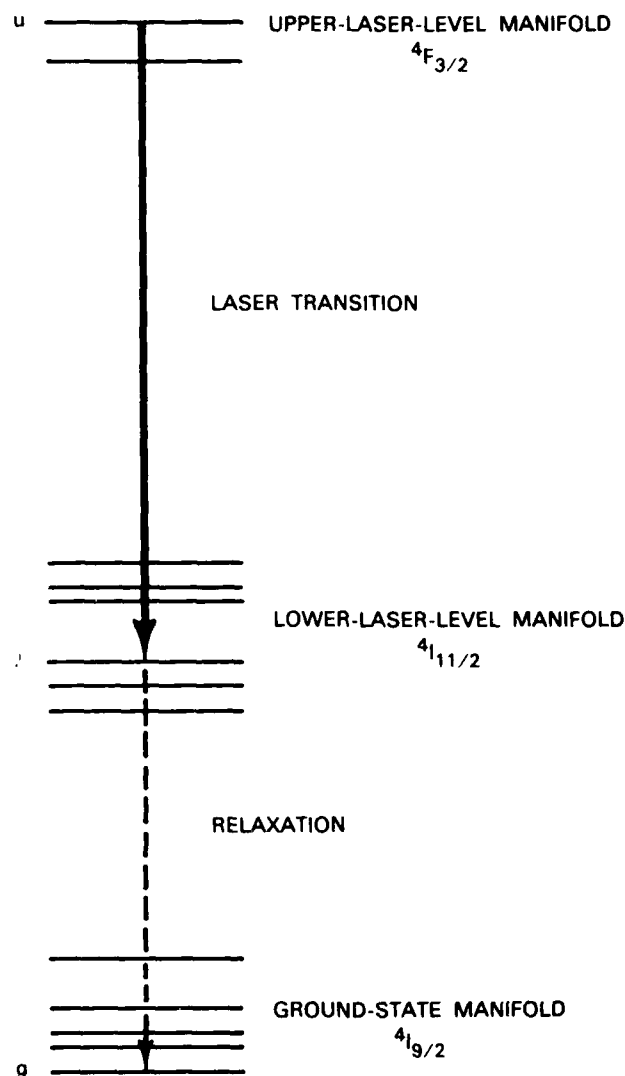 u
UPPER-LASER-LEVEL MANIFOLD
⁴F₃/₂
LASER TRANSITION
LOWER-LASER-LEVEL MANIFOLD
⁴I₁₁/₂
RELAXATION
GROUND-STATE MANIFOLD
⁴I₉/₂
g